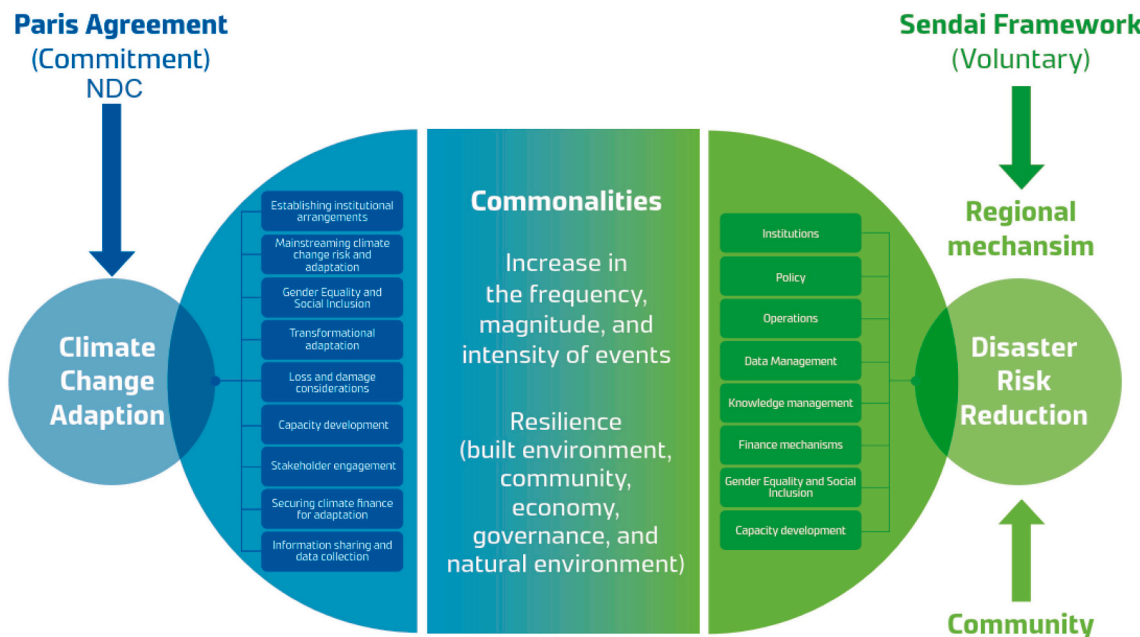 Paris Agreement
(Commitment)
NDC
Climate
Change
Adaption
Establishing institutional
arrangements
Mainstreaming climate
change risk and
adaptation
Gender Equality and
Social Inclusion
Transformational
adaptation
Loss and damage
considerations
Capacity development
Stakeholder engagement
Securing climate finance
for adaptation
Information sharing and
data collection
Commonalities
Increase in
the frequency,
magnitude, and
intensity of events
Resilience
(built environment,
community,
economy,
governance, and
natural environment)
Institutions
Policy
Operations
Data Management
Knowledge management
Finance mechanisms
Gender Equality and Social
Inclusion
Capacity development
Sendai Framework
(Voluntary)
Regional
mechansim
Disaster
Risk
Reduction
Community